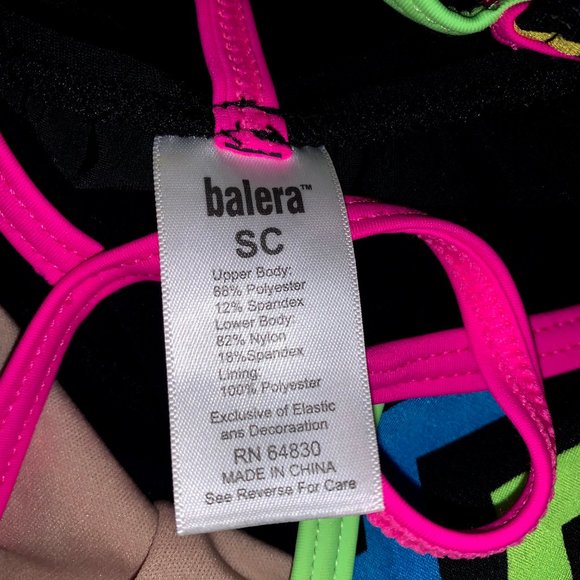 balera™
SC
Upper Body:
88% Polyester
12% Spandex
Lower Body:
82% Nylon
18%Spandex
Lining:
100% Polyester
Exclusive of Elastic
ans Decoraation
RN 64830
MADE IN CHINA
See Reverse For Care